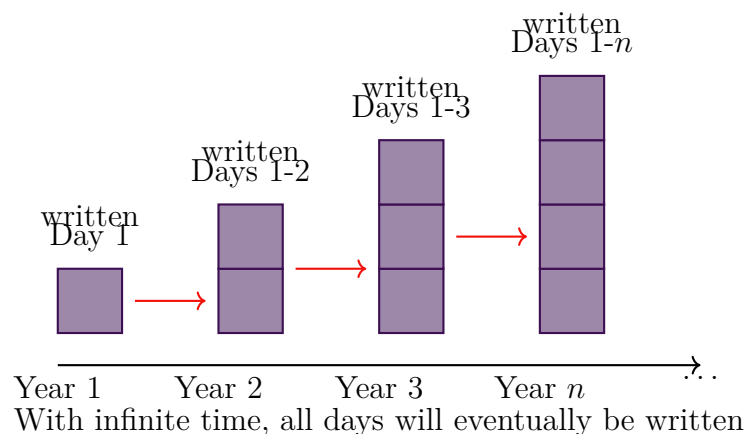 written
Days 1-n
written
Days 1-3
written
Days 1-2
written
Day 1
Year 1 Year 2 Year 3 Year n ...
With infinite time, all days will eventually be written